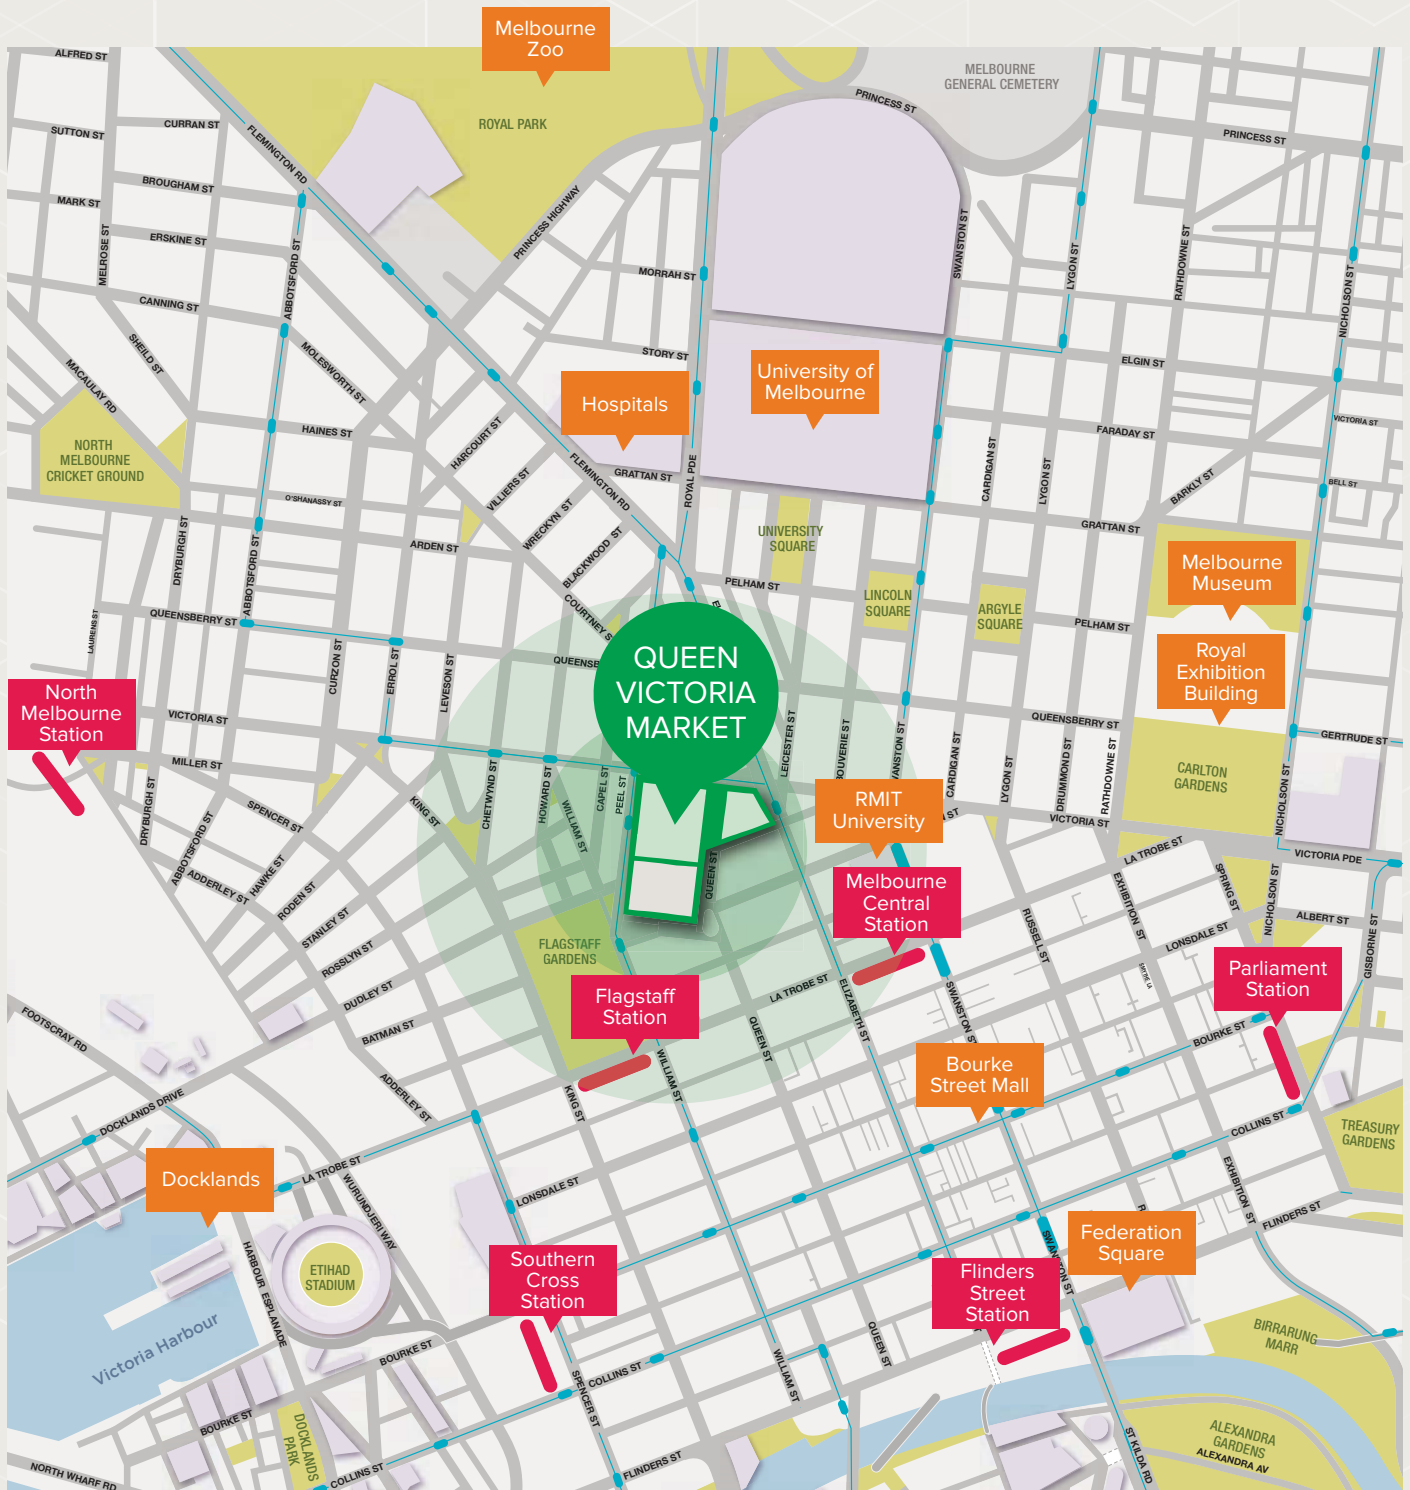 Melbourne
Zoo
ALFRED ST
MELBOURNE
GENERAL CEMETERY
PRINCESS ST
ROYAL PARK
CURRAN ST
SUTTON ST
FLEMINGTON RD
PRINCESS ST
BROUGHAM ST
MARK ST
PRINCESS HIGHWAY
ERSKINE ST
MELROSE ST
ABBOTSFORD ST
SWANSTON ST
LYGON ST
RATHDOWNE ST
NICHOLSON ST
MORRAH ST
CANNING ST
SHEILD ST
MOLESWORTH ST
STORY ST
ELGIN ST
MACAULAY RD
Hospitals
University of
Melbourne
HAINES ST
HARCOURT ST
FARADAY ST
VICTORIA ST
NORTH
MELBOURNE
CRICKET GROUND
FLEMINGTON RD
GRATTAN ST
ROYAL PDE
CARDIGAN ST
LYGON ST
BARKLY ST
BELL ST
O'SHANASSY ST
VILLIERS ST
WRECKYN ST
BLACKWOOD ST
UNIVERSITY
SQUARE
GRATTAN ST
DRYBURGH ST
ABBOTSFORD ST
ARDEN ST
Melbourne
Museum
PELHAM ST
COURTNEY S
LINCOLN
SQUARE
ARGYLE
SQUARE
PELHAM ST
QUEENSBERRY ST
LAURENS ST
CURZON ST
ERROL ST
LEVESON ST
QUEENSB
QUEEN
VICTORIA
MARKET
Royal
Exhibition
Building
North
Melbourne
Station
VICTORIA ST
QUEENSBERRY ST
GERTRUDE ST
MILLER ST
LEICESTER ST
BOUVERIE ST
WANSTON ST
CARDIGAN ST
LYGON ST
DRUMMOND ST
RATHDOWNE ST
CARLTON
GARDENS
NICHOLSON ST
DRYBURGH ST
ABBOTSFORD ST
SPENCER ST
KING ST
CHETWYND ST
HOWARD ST
WILLIAM ST
CAPEL ST
PEEL ST
QUEEN ST
RMIT
University
VICTORIA ST
LA TROBE ST
VICTORIA PDE
ADDERLEY ST
HAWKE ST
RODEN ST
STANLEY ST
ROSSLYN ST
DUDLEY ST
BATMAN ST
ADDERLEY ST
Melbourne
Central
Station
EXHIBITION ST
SPRING ST
NICHOLSON ST
ALBERT ST
GISBORNE ST
RUSSELL ST
LONSDALE ST
FLAGSTAFF
GARDENS
Flagstaff
Station
Parliament
Station
LA TROBE ST
ELIZABETH ST
SWANSTON ST
QUEEN ST
WILLIAM ST
KING ST
BOURKE ST
FOOTSCRAY RD
DOCKLANDS DRIVE
Bourke
Street Mall
COLLINS ST
TREASURY
GARDENS
Docklands
LA TROBE ST
WURUNDJERI WAY
LONSDALE ST
EXHIBITION ST
FLINDERS ST
Federation
Square
SWANSTON ST
Southern
Cross
Station
Flinders
Street
Station
HARBOUR ESPLANADE
ETIHAD
STADIUM
Victoria Harbour
BOURKE ST
BIRRARUNG
MARR
COLLINS ST
QUEEN ST
WILLIAM ST
SPENCER ST
BOURKE ST
DOCKLANDS
PARK
ALEXANDRA
GARDENS
ALEXANDRA AV
ST KILDA RD
NORTH WHARF RD
COLLINS ST
FLINDERS ST